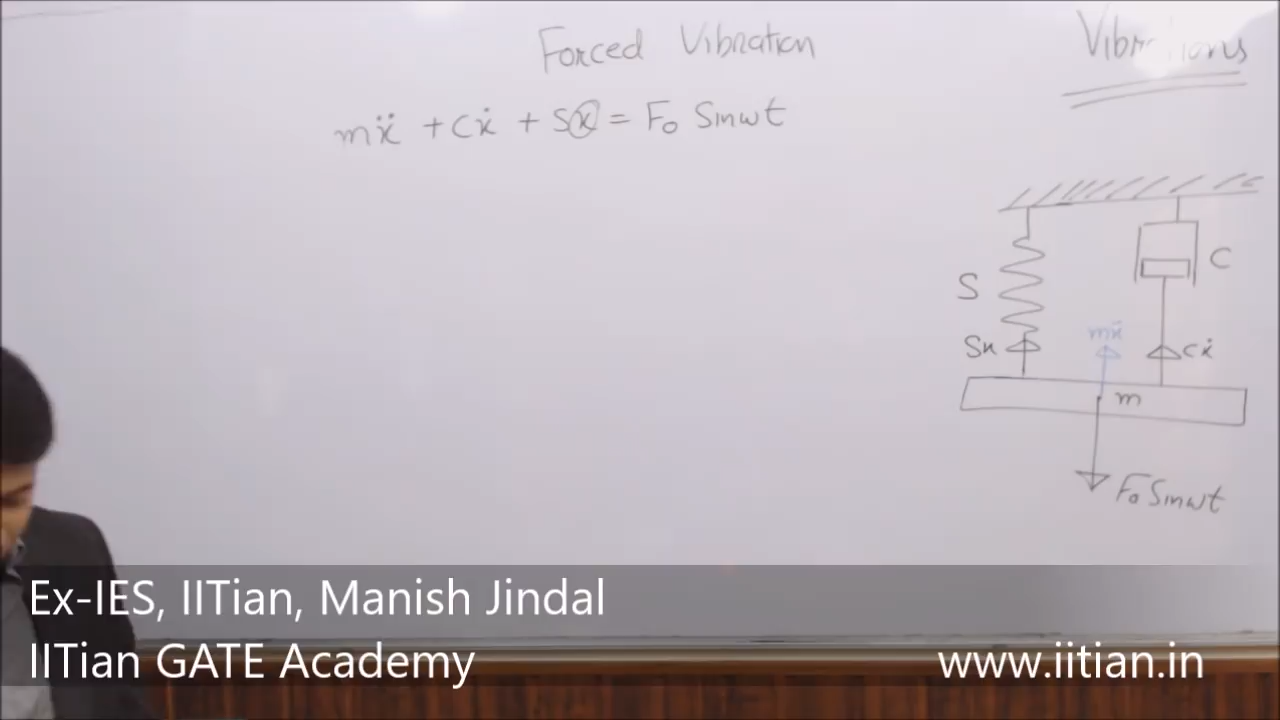 Forced Vibration
Vibrations
mẍ + Cẋ + Sx = F₀ Sinωt
C
S
mẍ
Sx
Cẋ
m
F₀ Sinωt
Ex-IES, IITian, Manish Jindal
IITian GATE Academy
www.iitian.in